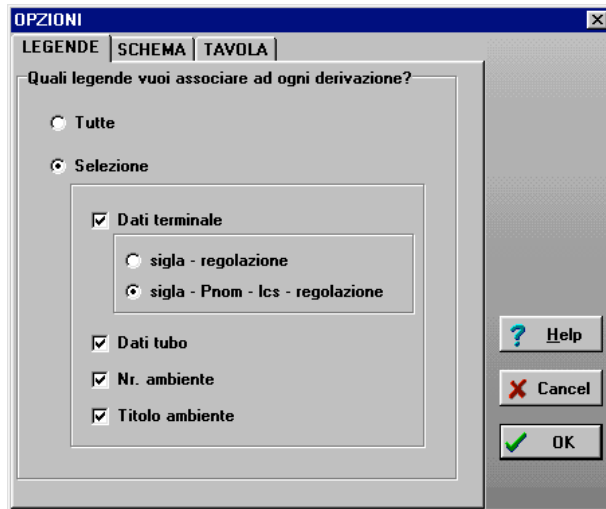 OPZIONI
LEGENDE SCHEMA TAVOLA
Quali legende vuoi associare ad ogni derivazione?
Tutte
Selezione
Dati terminale
sigla - regolazione
sigla - Pnom - Ics - regolazione
Dati tubo
Nr. ambiente
Titolo ambiente
? Help
Cancel
OK